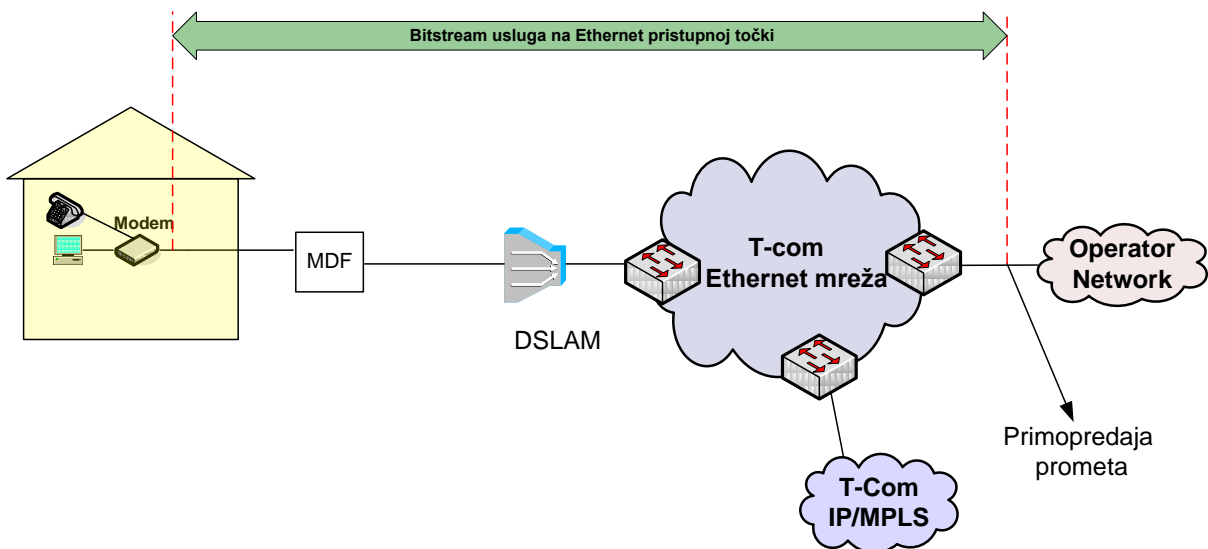 Bitstream usluga na Ethernet pristupnoj točki
Modem
MDF
DSLAM
T-com
Ethernet mreža
Operator
Network
Primopredaja
prometa
T-Com
IP/MPLS